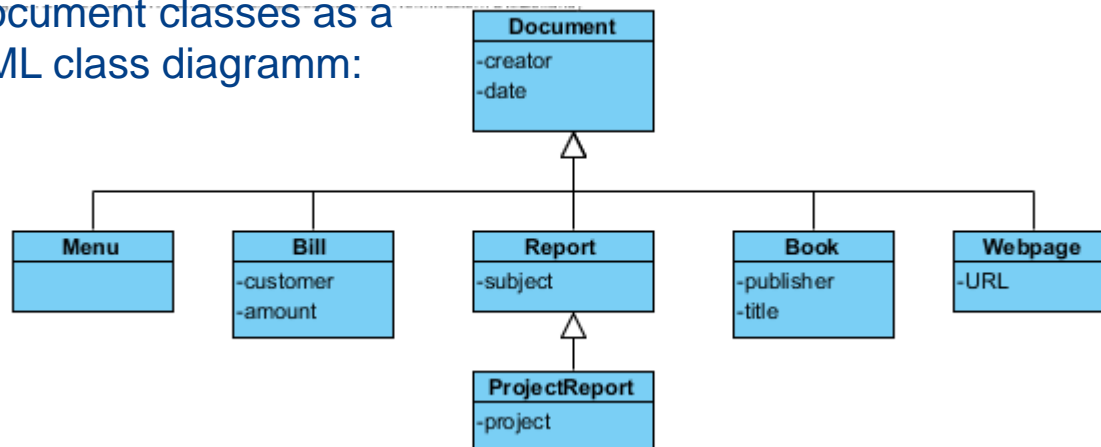 ocument classes as a
ML class diagramm:
Document
-creator
-date
Menu
Bill
-customer
-amount
Report
-subject
Book
-publisher
-title
Webpage
-URL
ProjectReport
-project